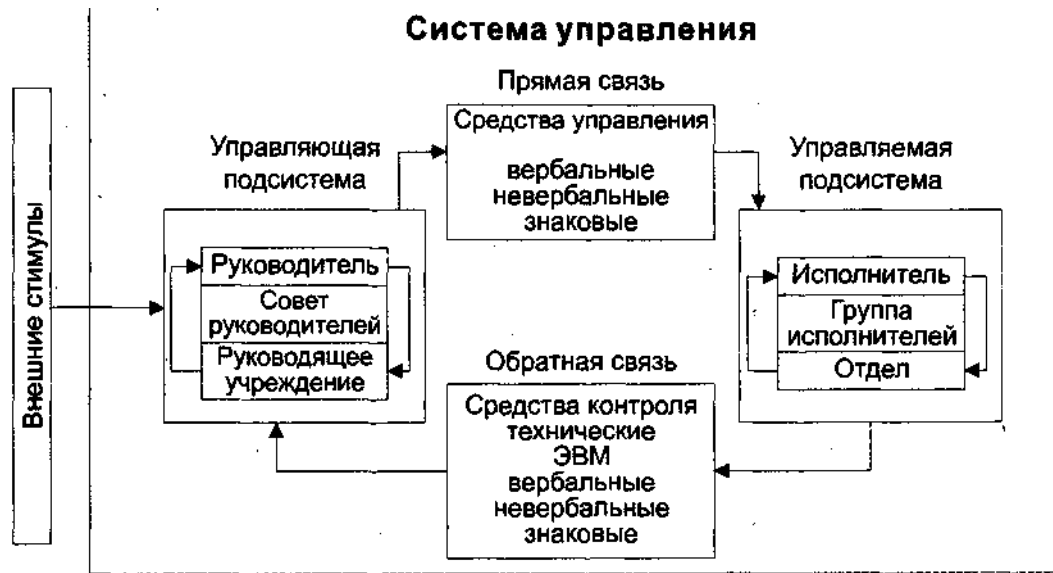 Система управления
Прямая связь
Средства управления
вербальные
невербальные
знаковые
Управляющая
подсистема
Управляемая
подсистема
Внешние стимулы
Руководитель
Совет
руководителей
Руководящее
учреждение
Исполнитель
Группа
исполнителей
Отдел
Обратная связь
Средства контроля
технические
ЭВМ
вербальные
невербальные
знаковые